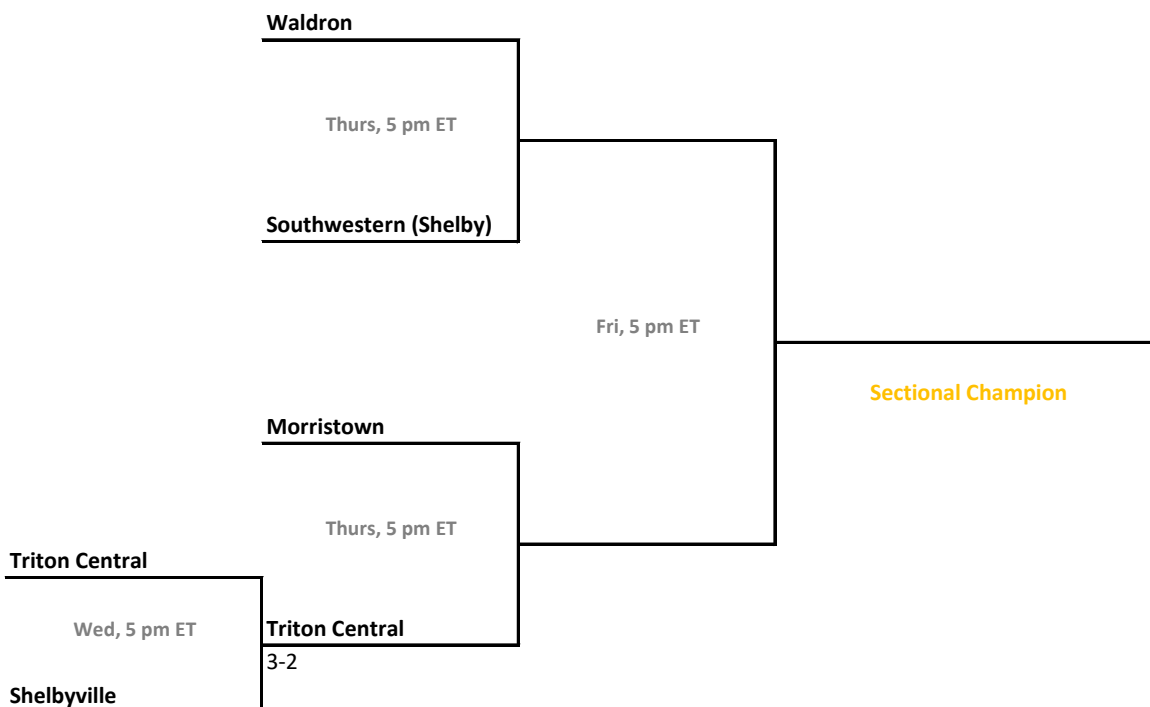 Waldron
Thurs, 5 pm ET
Southwestern (Shelby)
Fri, 5 pm ET
Sectional Champion
Morristown
Thurs, 5 pm ET
Triton Central
Wed, 5 pm ET
Triton Central
3-2
Shelbyville